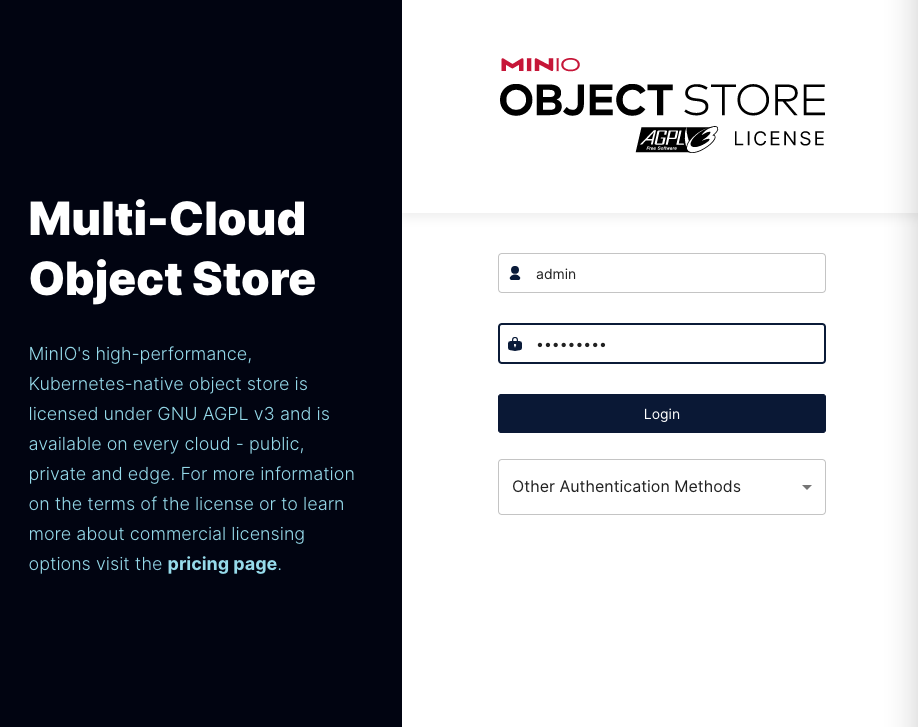 Multi-Cloud
Object Store
MinIO's high-performance,
Kubernetes-native object store is
licensed under GNU AGPL v3 and is
available on every cloud - public,
private and edge. For more information
on the terms of the license or to learn
more about commercial licensing
options visit the pricing page.
MINIO
OBJECT STORE
AGPL 3 LICENSE
Free Software
admin
•••••••••
Login
Other Authentication Methods